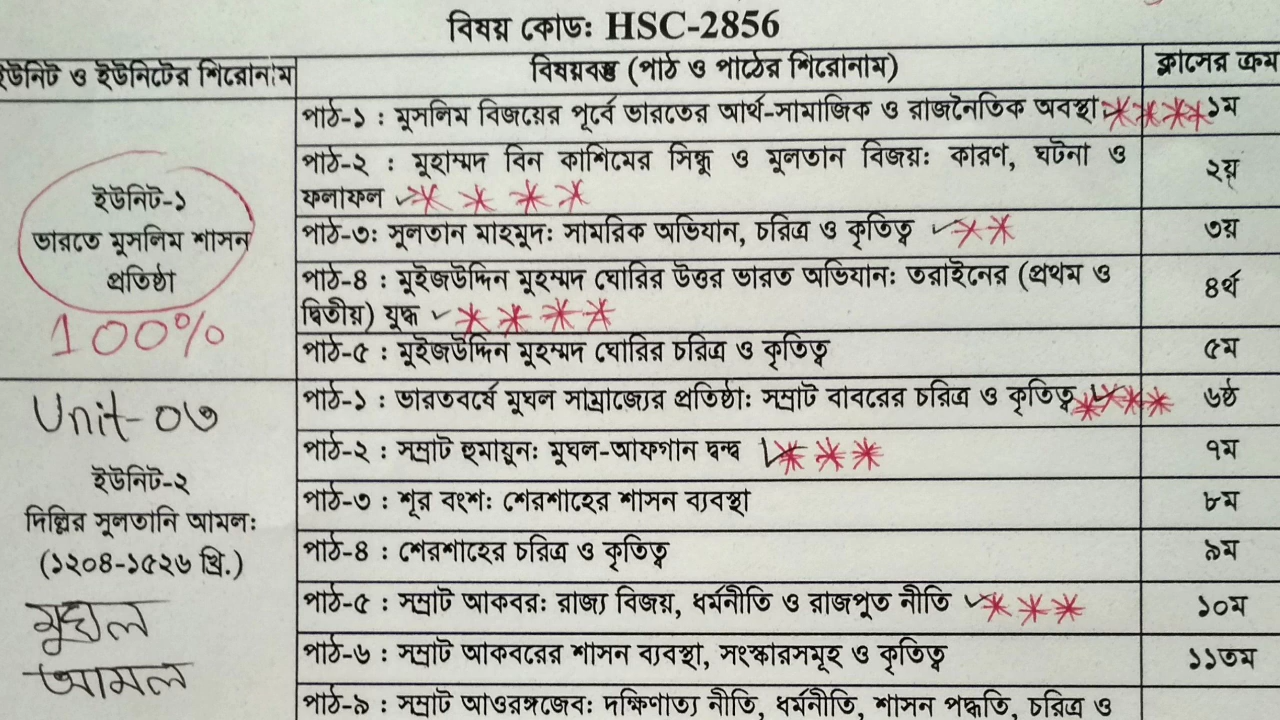 বিষয় কোড: HSC-2856
ইউনিট ও ইউনিটের শিরোনাম
বিষয়বস্তু (পাঠ ও পাঠের শিরোনাম)
ক্লাসের ক্রম
ইউনিট-১
ভারতে মুসলিম শাসন
প্রতিষ্ঠা
100%
পাঠ-১ : মুসলিম বিজয়ের পূর্বে ভারতের আর্থ-সামাজিক ও রাজনৈতিক অবস্থা
১ম
পাঠ-২ : মুহাম্মদ বিন কাশিমের সিন্ধু ও মুলতান বিজয়: কারণ, ঘটনা ও
ফলাফল
২য়
পাঠ-৩: সুলতান মাহমুদ: সামরিক অভিযান, চরিত্র ও কৃতিত্ব
৩য়
পাঠ-৪ : মুইজউদ্দিন মুহম্মদ ঘোরির উত্তর ভারত অভিযান: তরাইনের (প্রথম ও
দ্বিতীয়) যুদ্ধ
৪র্থ
পাঠ-৫ : মুইজউদ্দিন মুহম্মদ ঘোরির চরিত্র ও কৃতিত্ব
৫ম
Unit-০৩
ইউনিট-২
দিল্লির সুলতানি আমল:
(১২০৪-১৫২৬ খ্রি.)
মুঘল
আমল
পাঠ-১ : ভারতবর্ষে মুঘল সাম্রাজ্যের প্রতিষ্ঠা: সম্রাট বাবরের চরিত্র ও কৃতিত্ব
৬ষ্ঠ
পাঠ-২ : সম্রাট হুমায়ুন: মুঘল-আফগান দ্বন্দ্ব
৭ম
পাঠ-৩ : শূর বংশ: শেরশাহের শাসন ব্যবস্থা
৮ম
পাঠ-৪ : শেরশাহের চরিত্র ও কৃতিত্ব
৯ম
পাঠ-৫ : সম্রাট আকবর: রাজ্য বিজয়, ধর্মনীতি ও রাজপুত নীতি
১০ম
পাঠ-৬ : সম্রাট আকবরের শাসন ব্যবস্থা, সংস্কারসমূহ ও কৃতিত্ব
১১তম
পাঠ-৯ : সম্রাট আওরঙ্গজেব: দক্ষিণাত্য নীতি, ধর্মনীতি, শাসন পদ্ধতি, চরিত্র ও